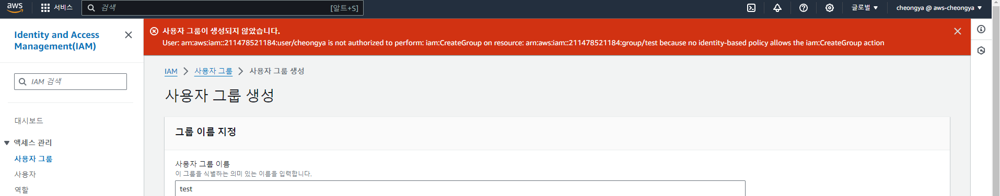 aws
서비스
검색
[알트+S]
글로벌 ▼
cheongya @ aws-cheongya ▼
Identity and Access
Management(IAM)
IAM 검색
대시보드
▼ 액세스 관리
사용자 그룹
사용자
역할
사용자 그룹이 생성되지 않았습니다.
User: arn:aws:iam::211478521184:user/cheongya is not authorized to perform: iam:CreateGroup on resource: arn:aws:iam::211478521184:group/test because no identity-based policy allows the iam:CreateGroup action
IAM > 사용자 그룹 > 사용자 그룹 생성
사용자 그룹 생성
그룹 이름 지정
사용자 그룹 이름
이 그룹을 식별하는 의미 있는 이름을 입력합니다.
test